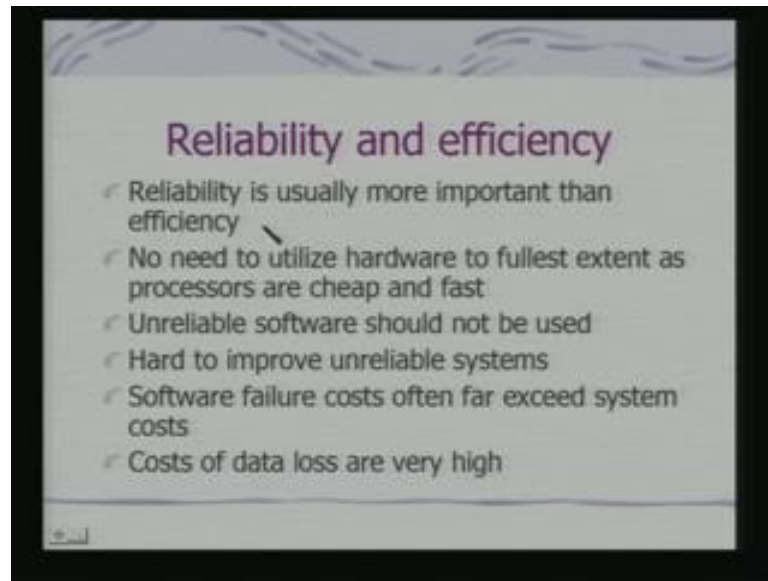 Reliability and efficiency
Reliability is usually more important than
efficiency
No need to utilize hardware to fullest extent as
processors are cheap and fast
Unreliable software should not be used
Hard to improve unreliable systems
Software failure costs often far exceed system
costs
Costs of data loss are very high